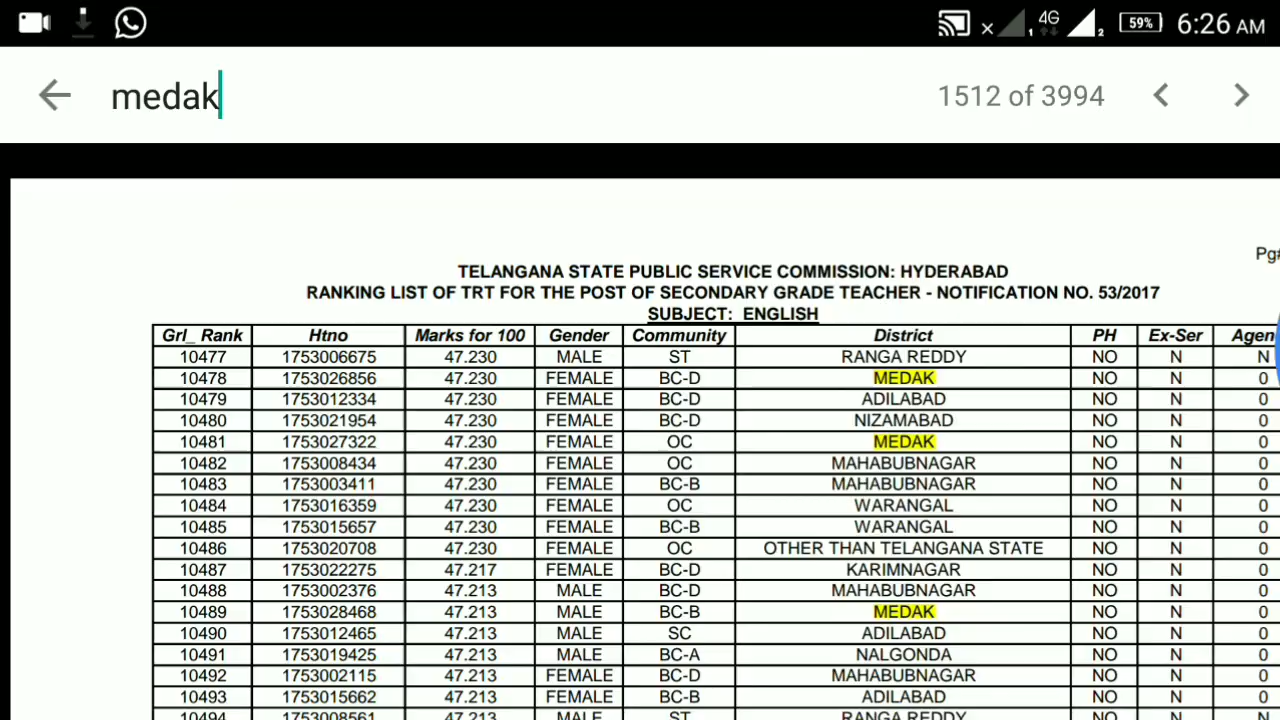 4G 1 2 59% 6:26 AM
medak 1512 of 3994
Pg#
TELANGANA STATE PUBLIC SERVICE COMMISSION: HYDERABAD
RANKING LIST OF TRT FOR THE POST OF SECONDARY GRADE TEACHER - NOTIFICATION NO. 53/2017
SUBJECT: ENGLISH
Grl_ Rank Htno Marks for 100 Gender Community District PH Ex-Ser Agen
10477 1753006675 47.230 MALE ST RANGA REDDY NO N N
10478 1753026856 47.230 FEMALE BC-D MEDAK NO N 0
10479 1753012334 47.230 FEMALE BC-D ADILABAD NO N 0
10480 1753021954 47.230 FEMALE BC-D NIZAMABAD NO N 0
10481 1753027322 47.230 FEMALE OC MEDAK NO N 0
10482 1753008434 47.230 FEMALE OC MAHABUBNAGAR NO N 0
10483 1753003411 47.230 FEMALE BC-B MAHABUBNAGAR NO N 0
10484 1753016359 47.230 FEMALE OC WARANGAL NO N 0
10485 1753015657 47.230 FEMALE BC-B WARANGAL NO N 0
10486 1753020708 47.230 FEMALE OC OTHER THAN TELANGANA STATE NO N 0
10487 1753022275 47.217 FEMALE BC-D KARIMNAGAR NO N 0
10488 1753002376 47.213 MALE BC-D MAHABUBNAGAR NO N 0
10489 1753028468 47.213 MALE BC-B MEDAK NO N 0
10490 1753012465 47.213 MALE SC ADILABAD NO N 0
10491 1753019425 47.213 MALE BC-A NALGONDA NO N 0
10492 1753002115 47.213 FEMALE BC-D MAHABUBNAGAR NO N 0
10493 1753015662 47.213 FEMALE BC-B ADILABAD NO N 0
10494 1753008561 47.213 MALE ST RANGA REDDY NO N N